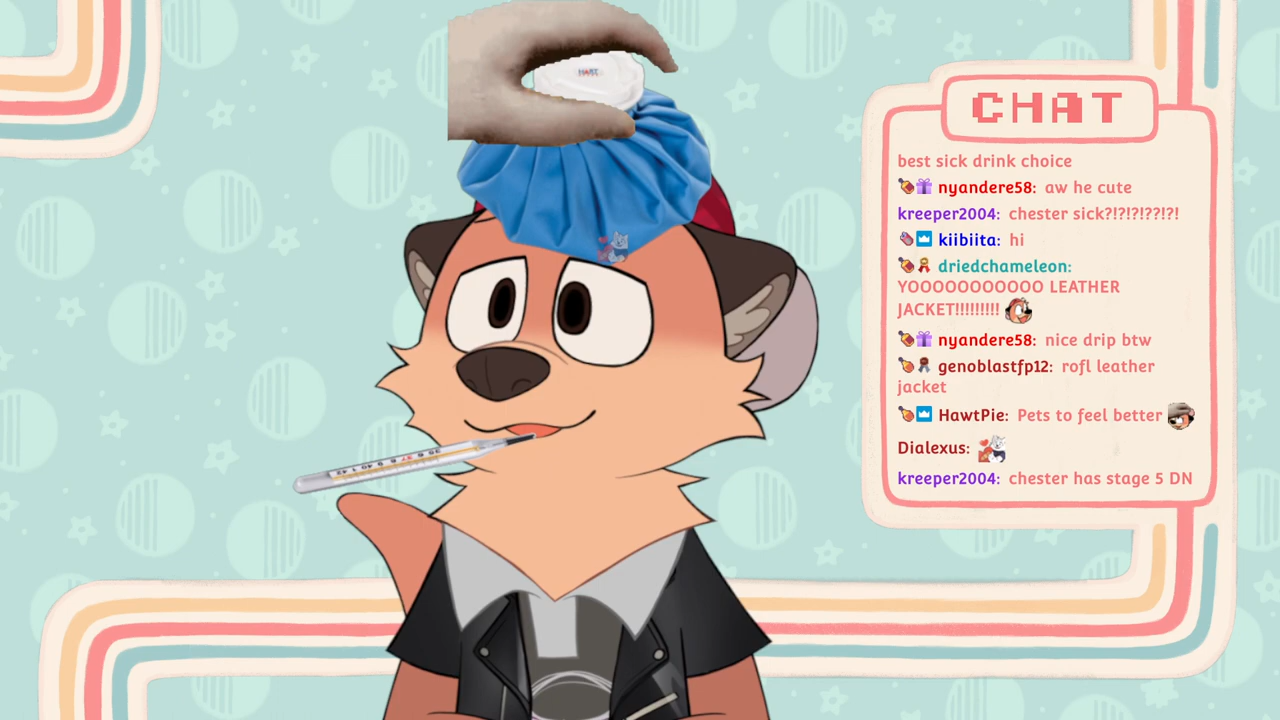 CHAT
best sick drink choice
nyandere58: aw he cute
kreeper2004: chester sick?!?!??!?!
kiibiita: hi
driedchameleon:
YOOOOOOOOOOO LEATHER
JACKET!!!!!!!!!
nyandere58: nice drip btw
genoblastfp12: rofl leather
jacket
HawtPie: Pets to feel better
Dialexus:
kreeper2004: chester has stage 5 DN